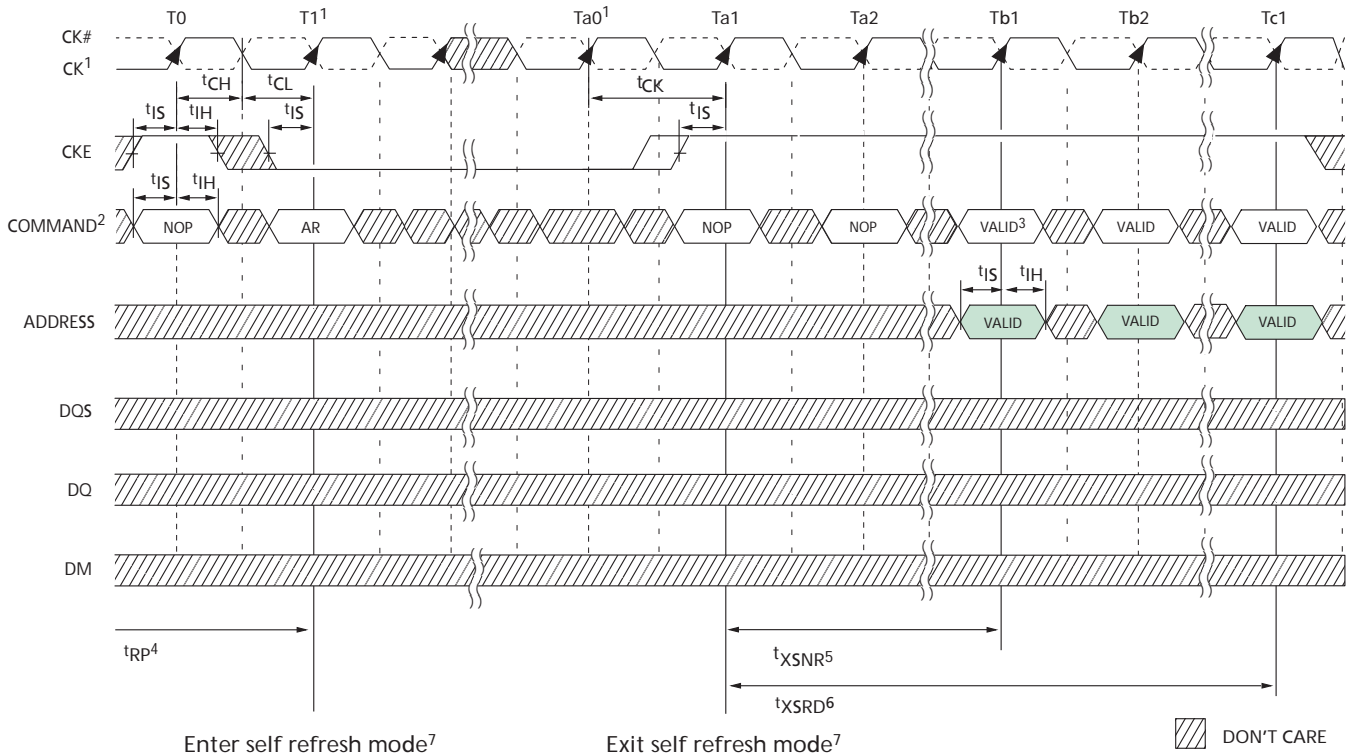 T0 T1¹ Ta0¹ Ta1 Ta2 Tb1 Tb2 Tc1
CK#
CK¹
tCH tCL tCK
tIS tIH tIS tIS
CKE
tIS tIH
COMMAND² NOP AR NOP NOP VALID³ VALID VALID
tIS tIH
ADDRESS VALID VALID VALID
DQS
DQ
DM
tRP⁴ tXSNR⁵
tXSRD⁶
Enter self refresh mode⁷ Exit self refresh mode⁷ DON'T CARE